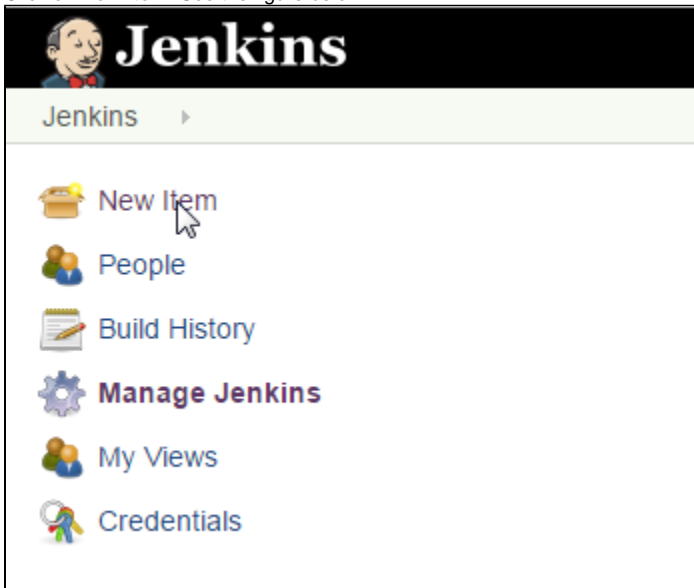 Jenkins
Jenkins
New Item
People
Build History
Manage Jenkins
My Views
Credentials